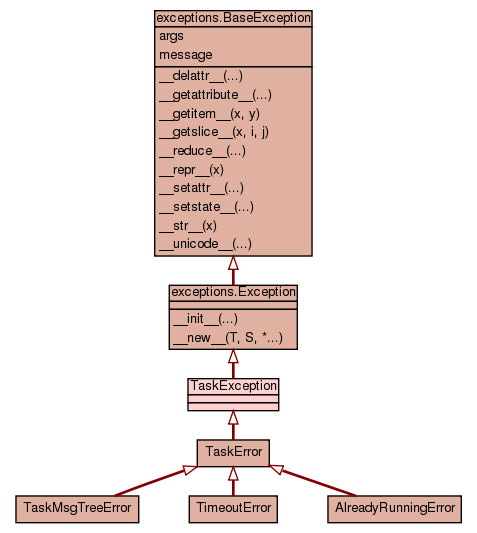 exceptions.BaseException
args
message
__delattr__(...)
__getattribute__(...)
__getitem__(x, y)
__getslice__(x, i, j)
__reduce__(...)
__repr__(x)
__setattr__(...)
__setstate__(...)
__str__(x)
__unicode__(...)
exceptions.Exception
__init__(...)
__new__(T, S, *...)
TaskException
TaskError
TaskMsgTreeError
TimeoutError
AlreadyRunningError